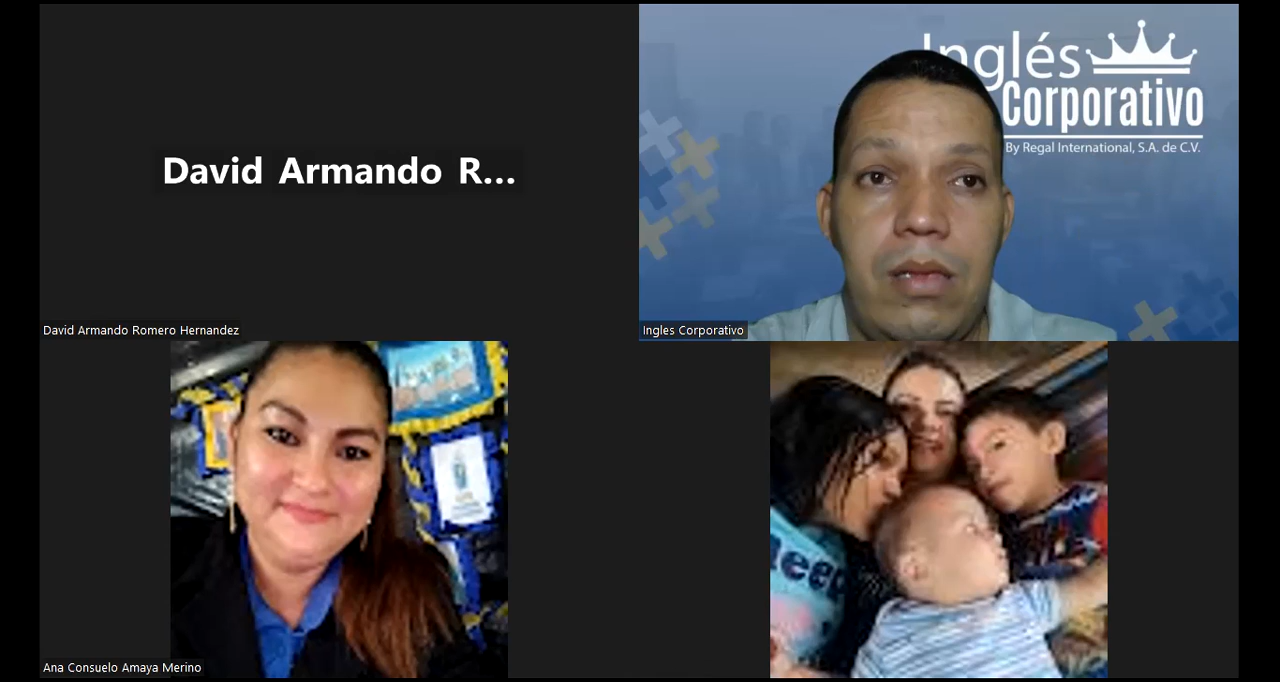 David Armando R...
David Armando Romero Hernandez
Inglés
Corporativo
By Regal International, S.A. de C.V.
Ingles Corporativo
Ana Consuelo Amaya Merino